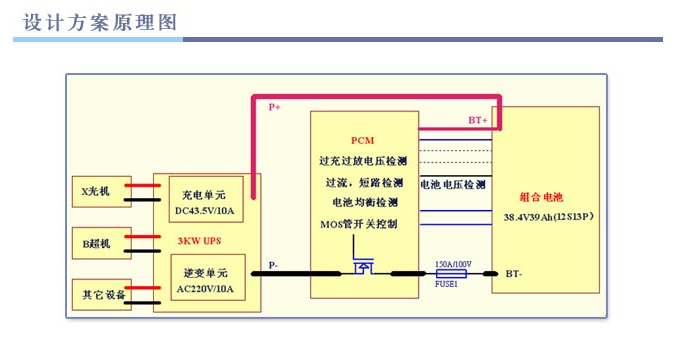 设计方案原理图
P+
BT+
PCM
过充过放电压检测
过流，短路检测
电池均衡检测
MOS管开关控制
电池电压检测
组合电池
38.4V39Ah(12S13P)
X光机
充电单元
DC43.5V/10A
B超机
3KW UPS
逆变单元
AC220V/10A
其它设备
P-
150A/100V
FUSE1
BT-